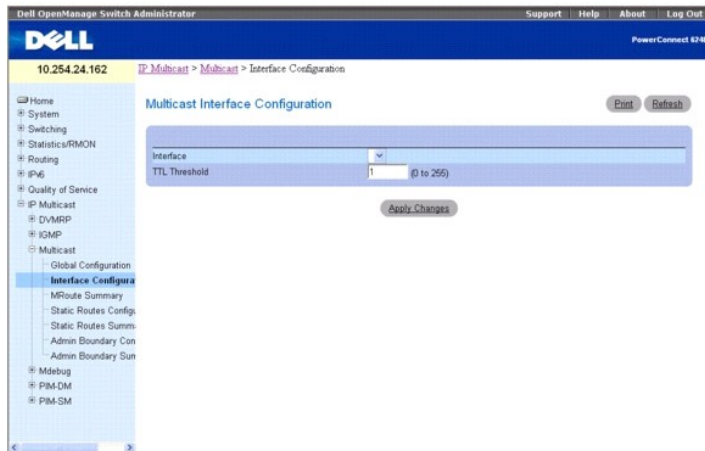 Dell OpenManage Switch Administrator
Support Help About Log Out
DELL
PowerConnect 624
10.254.24.162
IP Multicast > Multicast > Interface Configuration
Home
System
Switching
Statistics/RMON
Routing
IPv6
Quality of Service
IP Multicast
DVMRP
IGMP
Multicast
Global Configuration
Interface Configura
MRoute Summary
Static Routes Configu
Static Routes Summ
Admin Boundary Con
Admin Boundary Sum
Mdebug
PIM-DM
PIM-SM
Multicast Interface Configuration
Print Refresh
Interface
TTL Threshold 1 (0 to 255)
Apply Changes